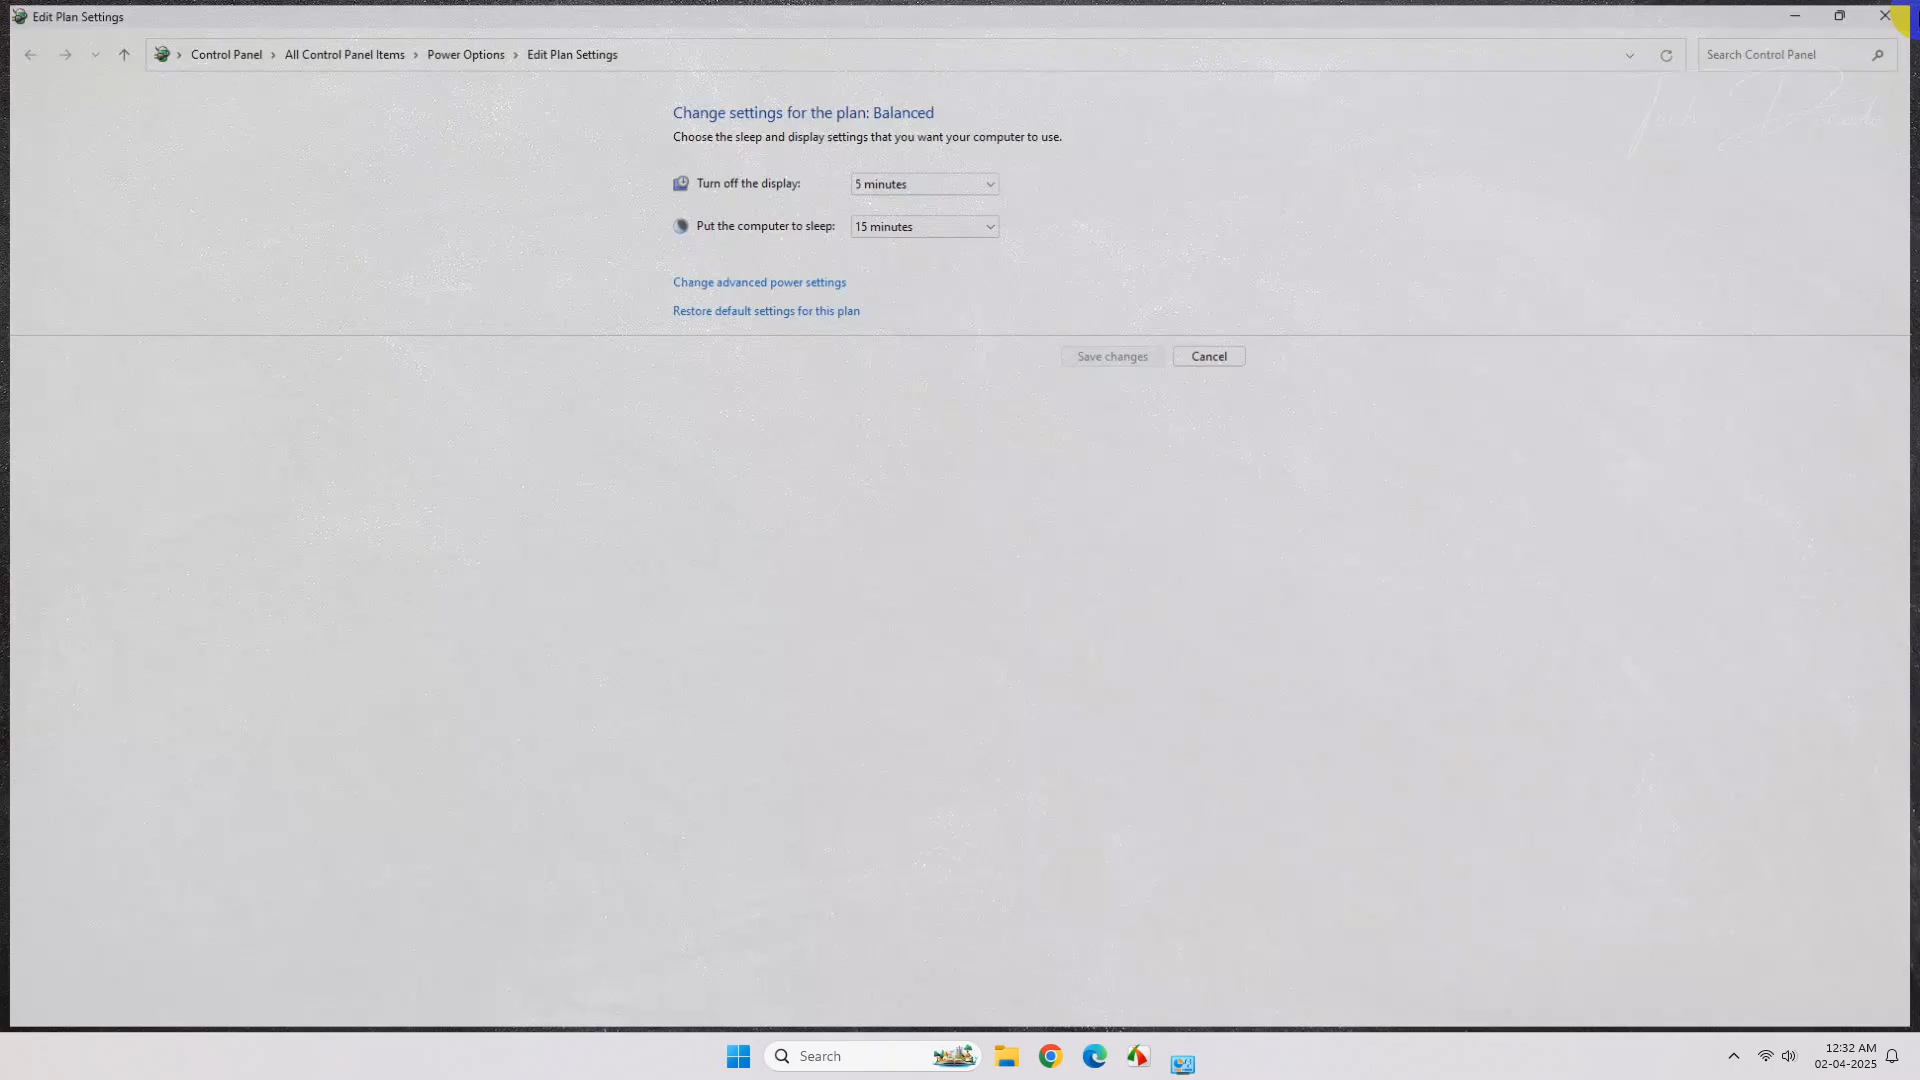 Edit Plan Settings
Control Panel > All Control Panel Items > Power Options > Edit Plan Settings
Search Control Panel
Change settings for the plan: Balanced
Choose the sleep and display settings that you want your computer to use.
Turn off the display: 5 minutes
Put the computer to sleep: 15 minutes
Change advanced power settings
Restore default settings for this plan
Save changes Cancel
Search
12:32 AM
02-04-2025